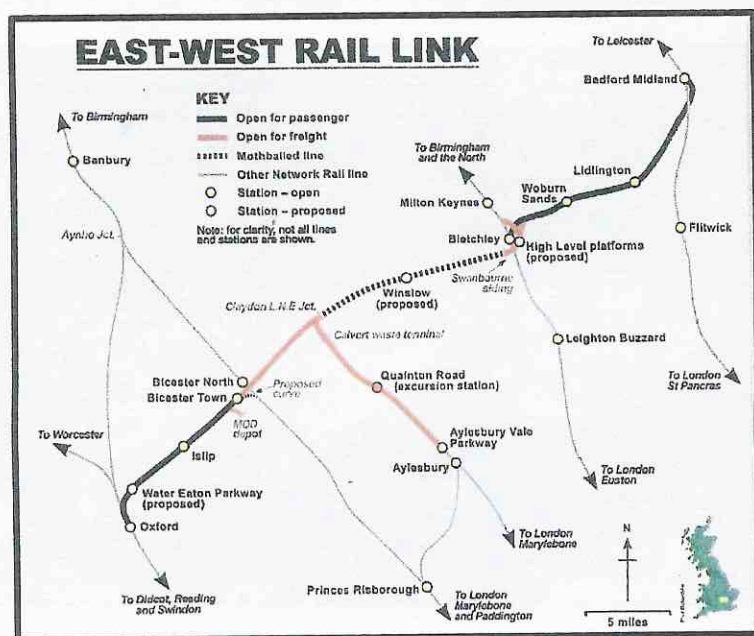 EAST-WEST RAIL LINK
KEY
Open for passenger
Open for freight
Mothballed line
Other Network Rail line
Station – open
Station – proposed
Note: for clarity, not all lines
and stations are shown.
To Leicester
Bedford Midland
To Birmingham
Banbury
To Birmingham
and the North
Lidlington
Woburn
Sands
Milton Keynes
Flitwick
Aynho Jct.
Bletchley
High Level platforms
(proposed)
Swanbourne
siding
Winslow
(proposed)
Claydon L.N.E Jct.
Calvert waste terminal
Leighton Buzzard
To London
St Pancras
Bicester North
Bicester Town
Proposed
curve
Quainton Road
(excursion station)
MOD
depot
To Worcester
Islip
Aylesbury Vale
Parkway
Aylesbury
To London
Euston
Water Eaton Parkway
(proposed)
Oxford
To London
Marylebone
N
To Didcot, Reading
and Swindon
Princes Risborough
To London
Marylebone
and Paddington
5 miles